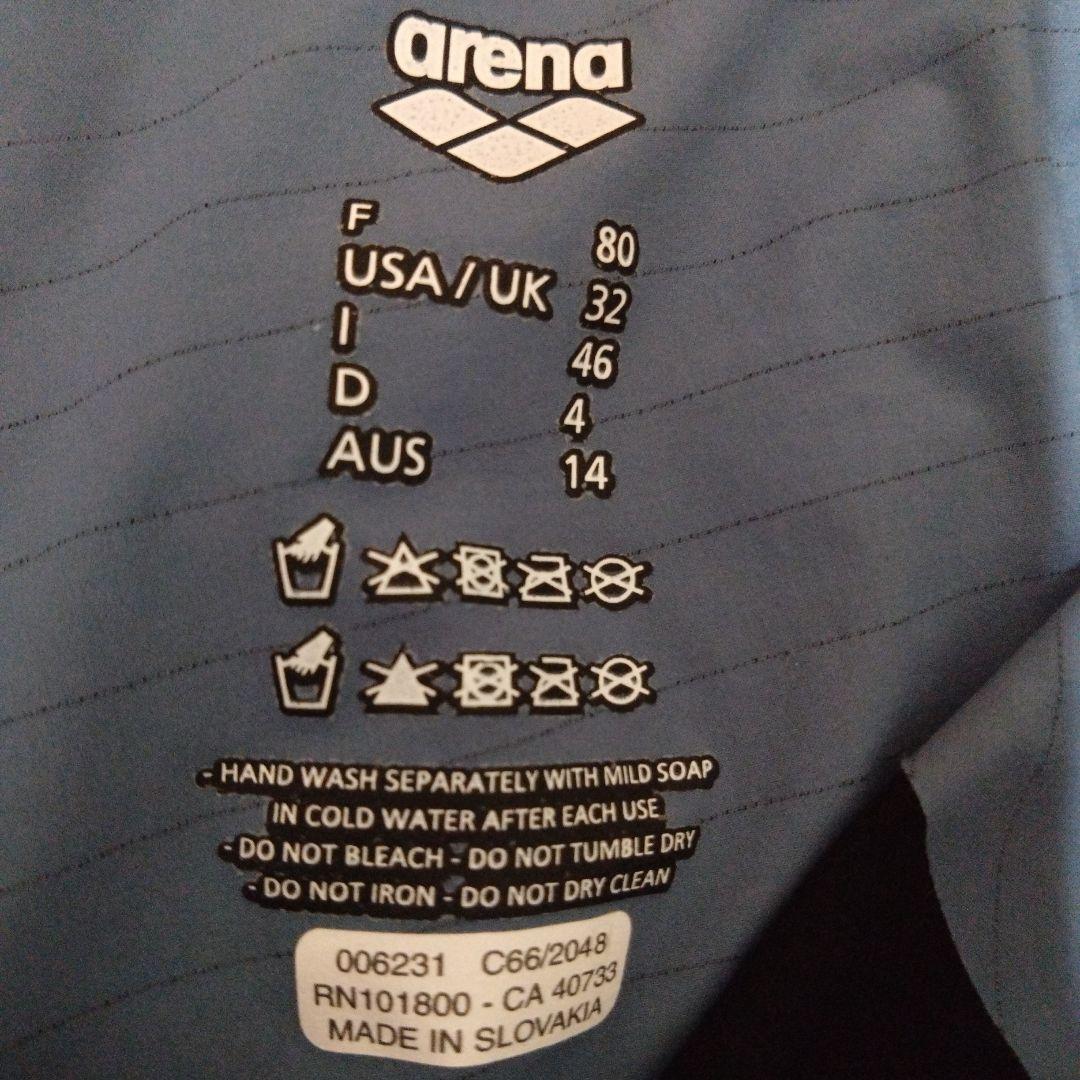 arena
F 80
USA / UK 32
I 46
D 4
AUS 14
- HAND WASH SEPARATELY WITH MILD SOAP
IN COLD WATER AFTER EACH USE
- DO NOT BLEACH - DO NOT TUMBLE DRY
- DO NOT IRON - DO NOT DRY CLEAN
006231 C66/2048
RN101800 - CA 40733
MADE IN SLOVAKIA